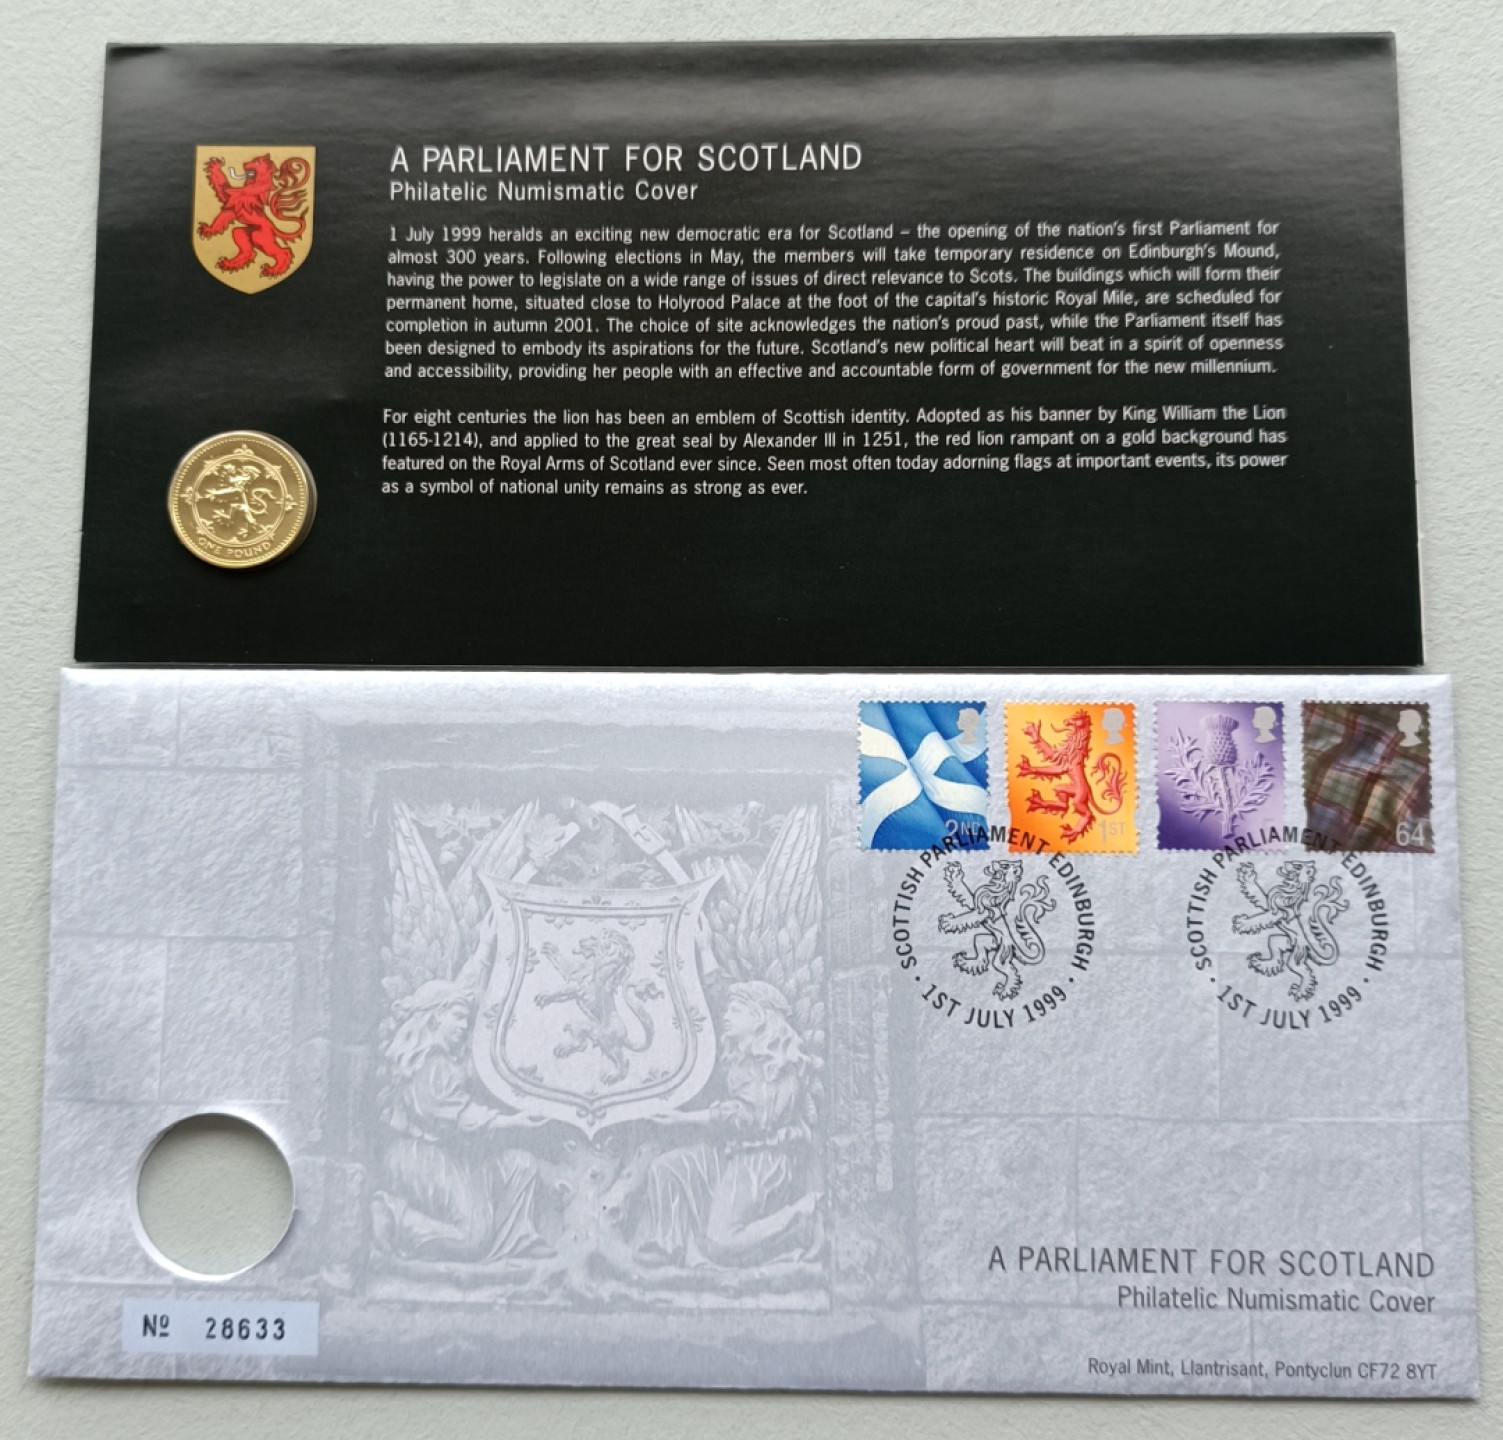 A PARLIAMENT FOR SCOTLAND
Philatelic Numismatic Cover
1 July 1999 heralds an exciting new democratic era for Scotland – the opening of the nation's first Parliament for
almost 300 years. Following elections in May, the members will take temporary residence on Edinburgh's Mound,
having the power to legislate on a wide range of issues of direct relevance to Scots. The buildings which will form their
permanent home, situated close to Holyrood Palace at the foot of the capital's historic Royal Mile, are scheduled for
completion in autumn 2001. The choice of site acknowledges the nation's proud past, while the Parliament itself has
been designed to embody its aspirations for the future. Scotland's new political heart will beat in a spirit of openness
and accessibility, providing her people with an effective and accountable form of government for the new millennium.
For eight centuries the lion has been an emblem of Scottish identity. Adopted as his banner by King William the Lion
(1165-1214), and applied to the great seal by Alexander III in 1251, the red lion rampant on a gold background has
featured on the Royal Arms of Scotland ever since. Seen most often today adorning flags at important events, its power
as a symbol of national unity remains as strong as ever.
ONE POUND
2ND
1ST
64
SCOTTISH PARLIAMENT EDINBURGH
· 1ST JULY 1999 ·
SCOTTISH PARLIAMENT EDINBURGH
· 1ST JULY 1999 ·
Nº 28633
A PARLIAMENT FOR SCOTLAND
Philatelic Numismatic Cover
Royal Mint, Llantrisant, Pontyclun CF72 8YT